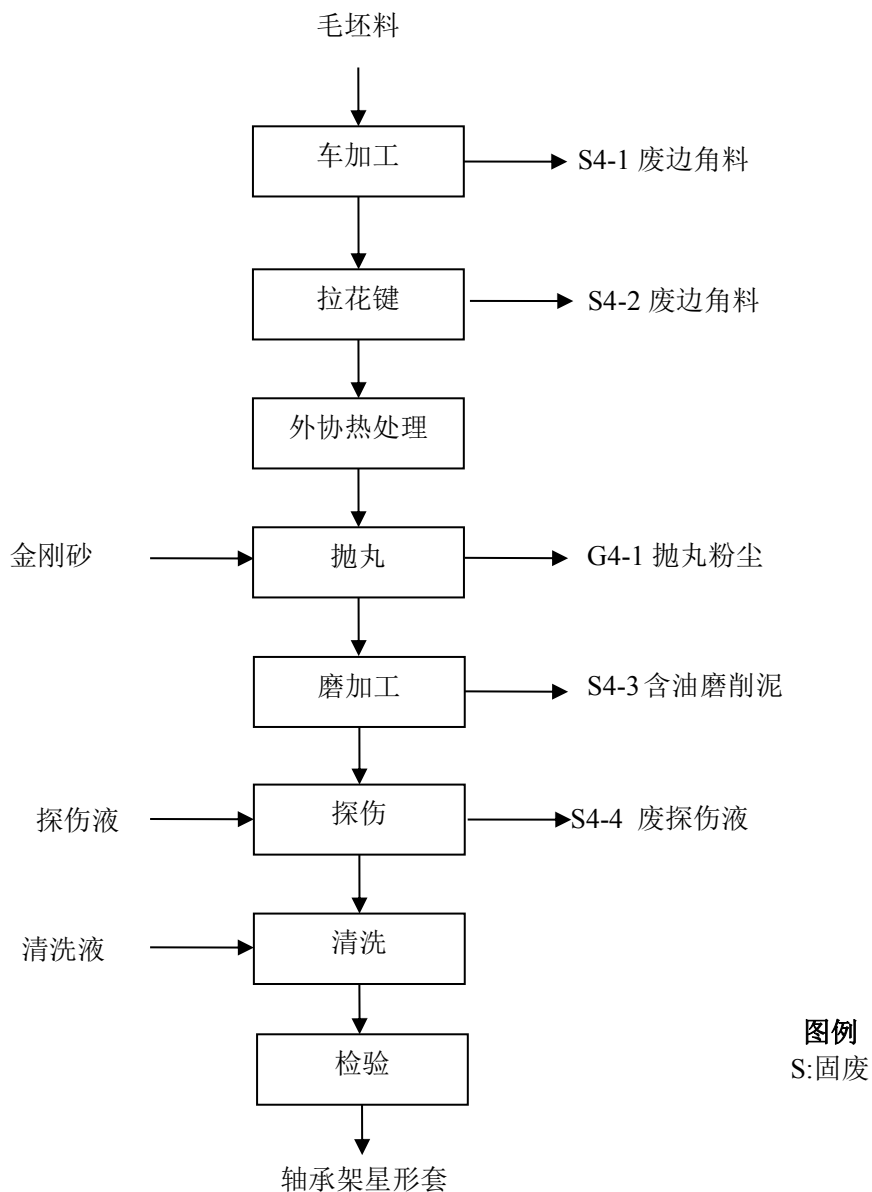 毛坯料
车加工
S4-1 废边角料
拉花键
S4-2 废边角料
外协热处理
金刚砂
抛丸
G4-1 抛丸粉尘
磨加工
S4-3 含油磨削泥
探伤液
探伤
S4-4 废探伤液
清洗液
清洗
检验
图例
S:固废
轴承架星形套